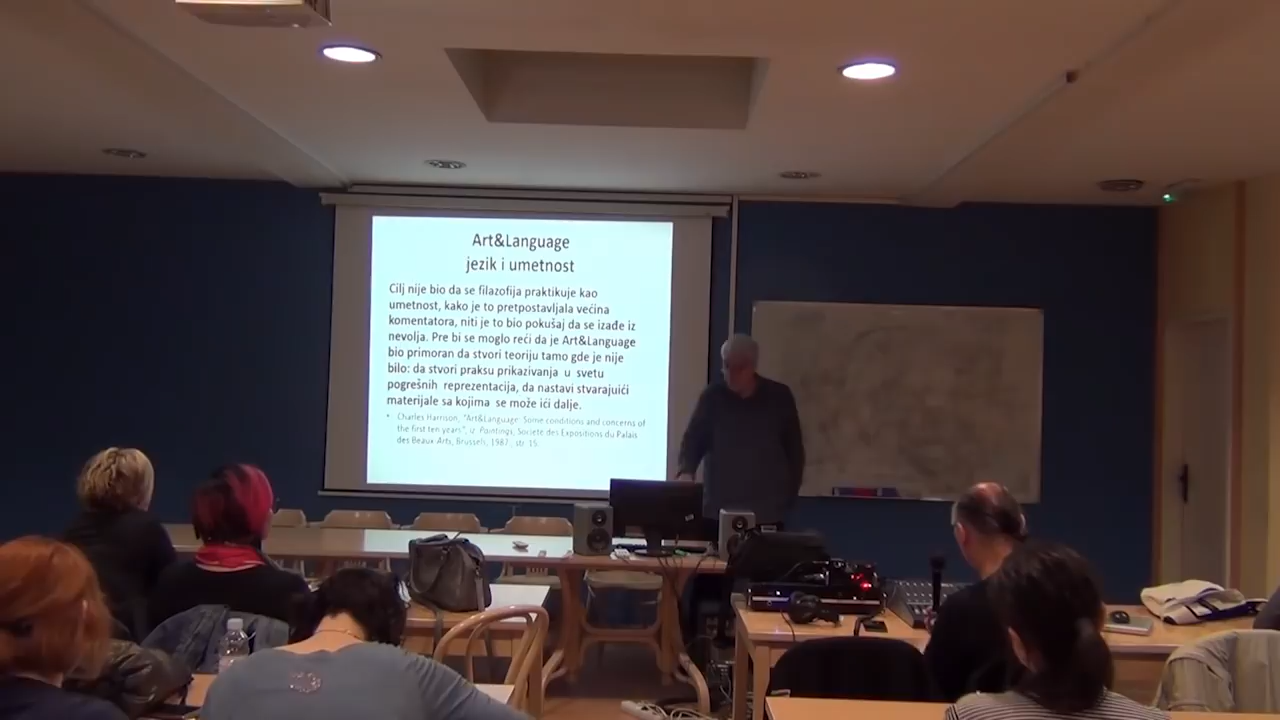 Art&Language
jezik i umetnost
Cilj nije bio da se filazofija praktikuje kao
umetnost, kako je to pretpostavljala većina
komentatora, niti je to bio pokušaj da se izađe iz
nevolja. Pre bi se moglo reći da je Art&Language
bio primoran da stvori teoriju tamo gde je nije
bilo: da stvori praksu prikazivanja u svetu
pogrešnih reprezentacija, da nastavi stvarajuići
materijale sa kojima se može ići dalje.
• Charles Harrison, "Art&Language: Some conditions and concerns of
the first ten years", iz Paintings, Societe des Expositions du Palais
des Beaux Arts, Brussels, 1987., str. 15.